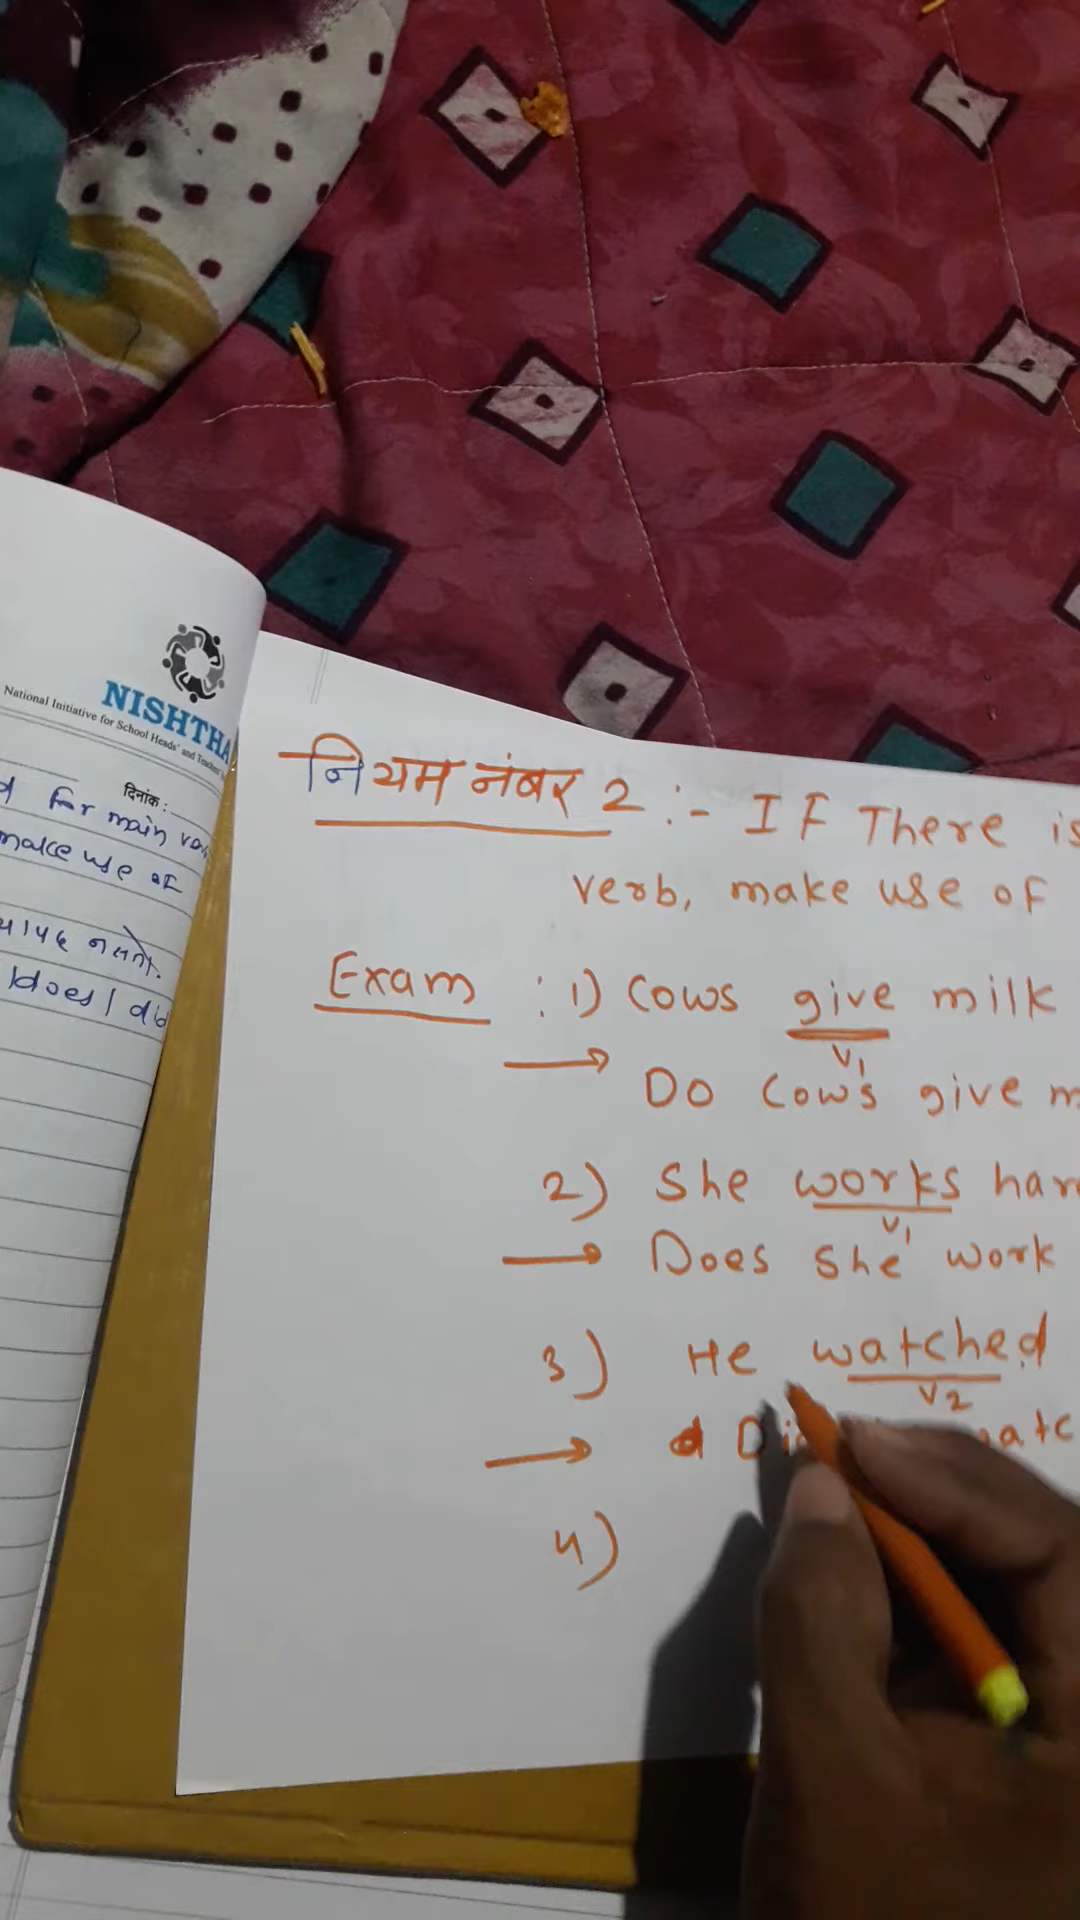 NISHTHA
National Initiative for School Heads' and
दिनांक :
for main
make use of
does / did
नियम नंबर 2 :- IF There is
verb, make use of
Exam : 1) Cows give milk
V1
→ Do Cows give
2) She works
V1
→ Does she work
3) He watched
V2
→
4)